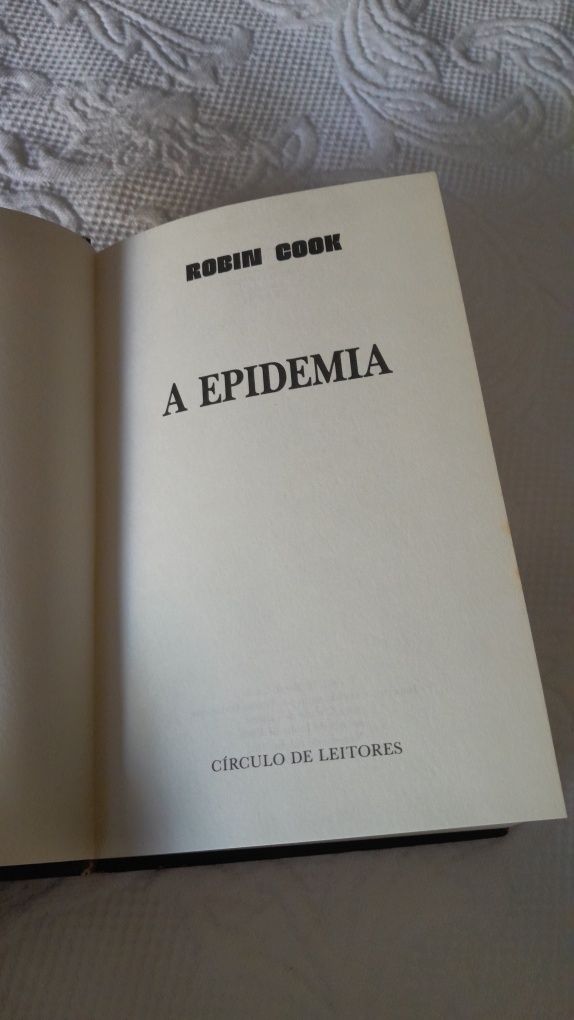 ROBIN COOK
A EPIDEMIA
CÍRCULO DE LEITORES